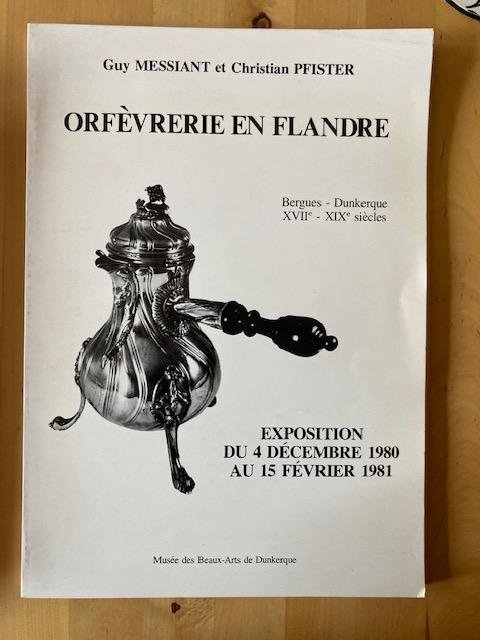 Guy MESSIANT et Christian PFISTER
ORFÈVRERIE EN FLANDRE
Bergues - Dunkerque
XVIIe - XIXe siècles
EXPOSITION
DU 4 DÉCEMBRE 1980
AU 15 FÉVRIER 1981
Musée des Beaux-Arts de Dunkerque